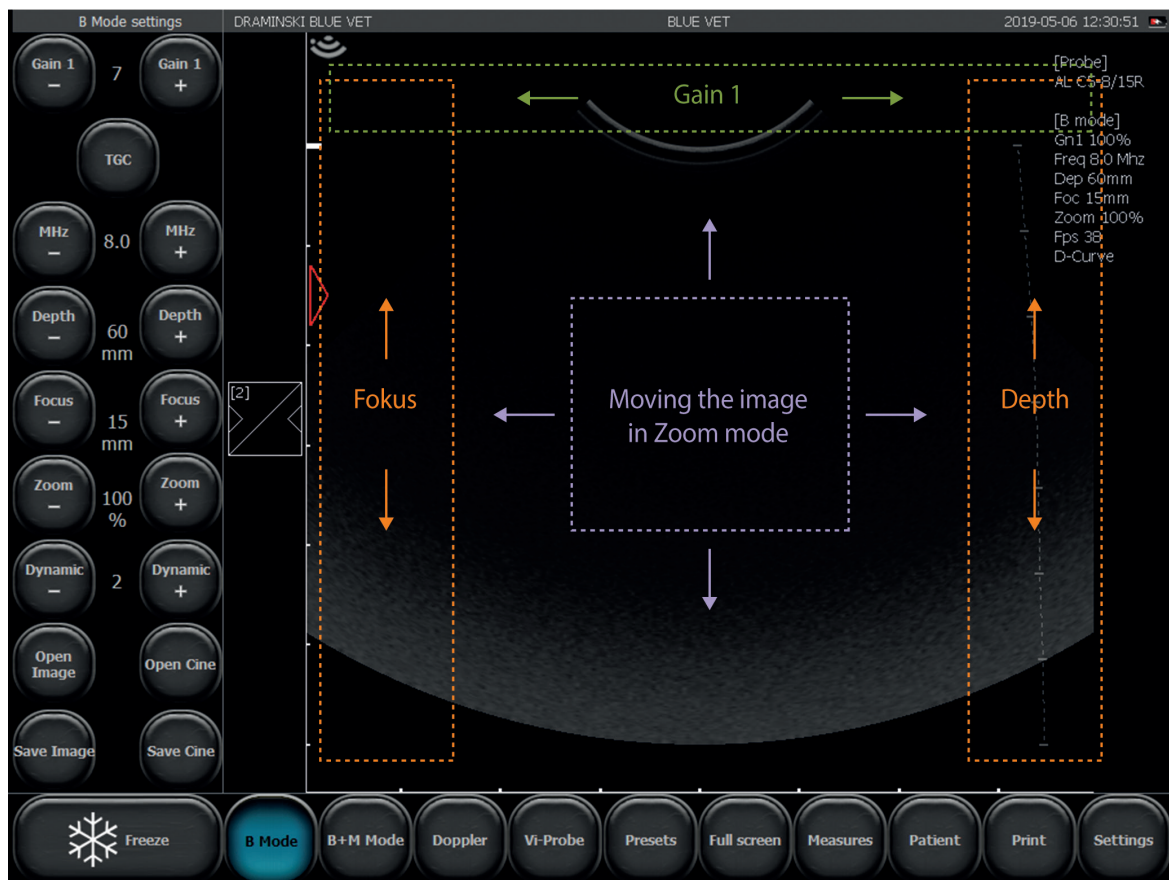 B Mode settings
DRAMINSKI BLUE VET
BLUE VET
2019-05-06 12:30:51
Gain 1
−
7
Gain 1
+
TGC
MHz
−
8.0
MHz
+
Depth
−
60
mm
Depth
+
Focus
−
15
mm
Focus
+
Zoom
−
100
%
Zoom
+
Dynamic
−
2
Dynamic
+
Open
Image
Open Cine
Save Image
Save Cine
[2]
Gain 1
Fokus
Moving the image
in Zoom mode
Depth
[Probe]
AL C5-8/15R
[B mode]
Gn1 100%
Freq 8.0 Mhz
Dep 60mm
Foc 15mm
Zoom 100%
Fps 38
D-Curve
Freeze
B Mode
B+M Mode
Doppler
Vi-Probe
Presets
Full screen
Measures
Patient
Print
Settings